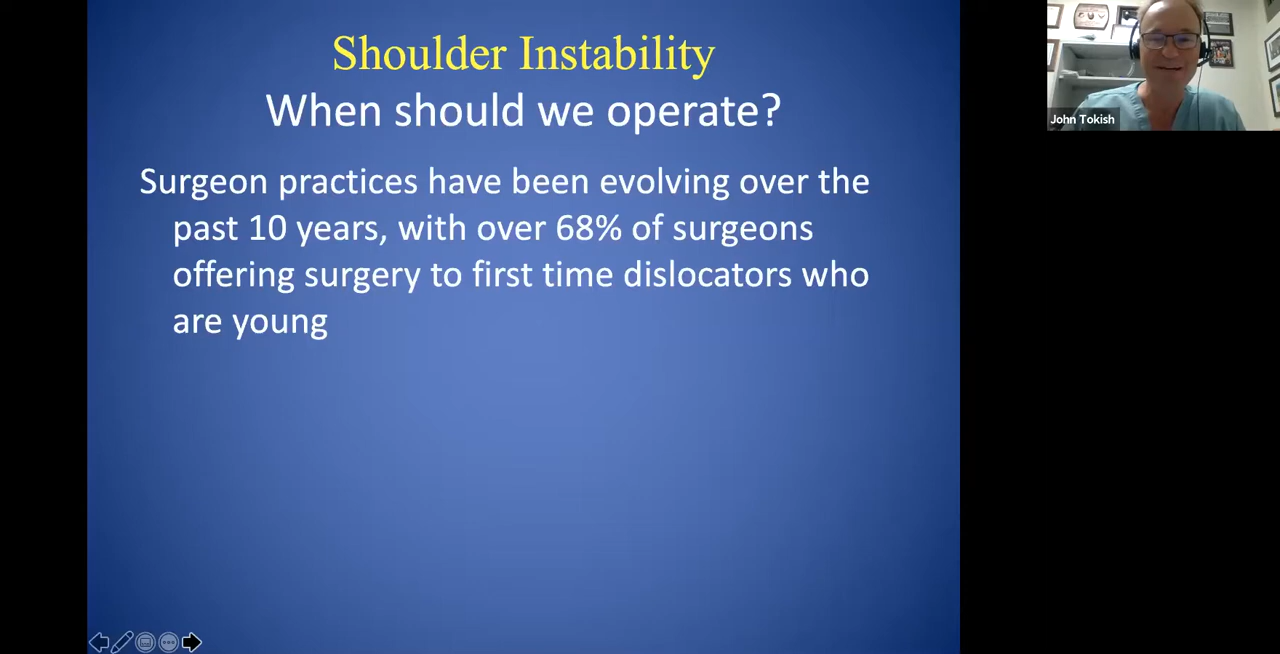 Shoulder Instability
When should we operate?
Surgeon practices have been evolving over the
past 10 years, with over 68% of surgeons
offering surgery to first time dislocators who
are young
John Tokish